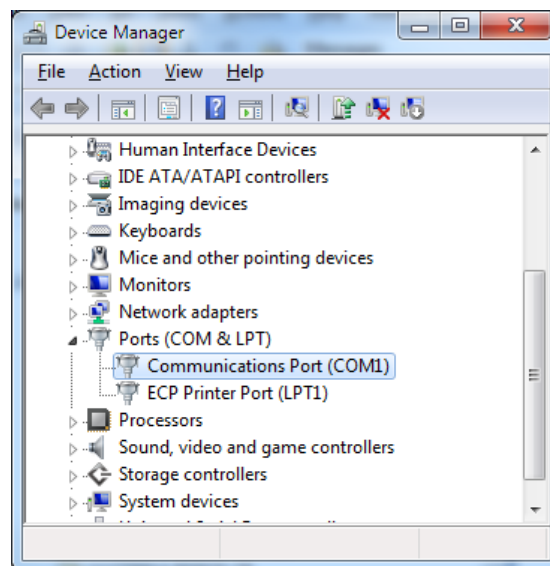 Device Manager
File Action View Help
Human Interface Devices
IDE ATA/ATAPI controllers
Imaging devices
Keyboards
Mice and other pointing devices
Monitors
Network adapters
Ports (COM & LPT)
Communications Port (COM1)
ECP Printer Port (LPT1)
Processors
Sound, video and game controllers
Storage controllers
System devices